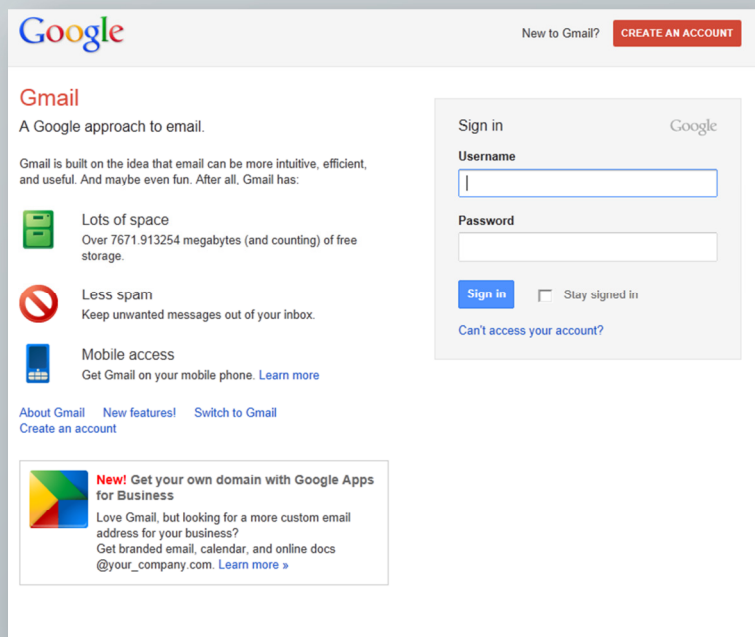 Google
New to Gmail? CREATE AN ACCOUNT
Gmail
A Google approach to email.
Gmail is built on the idea that email can be more intuitive, efficient,
and useful. And maybe even fun. After all, Gmail has:
Lots of space
Over 7671.913254 megabytes (and counting) of free
storage.
Less spam
Keep unwanted messages out of your inbox.
Mobile access
Get Gmail on your mobile phone. Learn more
About Gmail New features! Switch to Gmail
Create an account
New! Get your own domain with Google Apps
for Business
Love Gmail, but looking for a more custom email
address for your business?
Get branded email, calendar, and online docs
@your_company.com. Learn more »
Sign in Google
Username
Password
Sign in Stay signed in
Can't access your account?